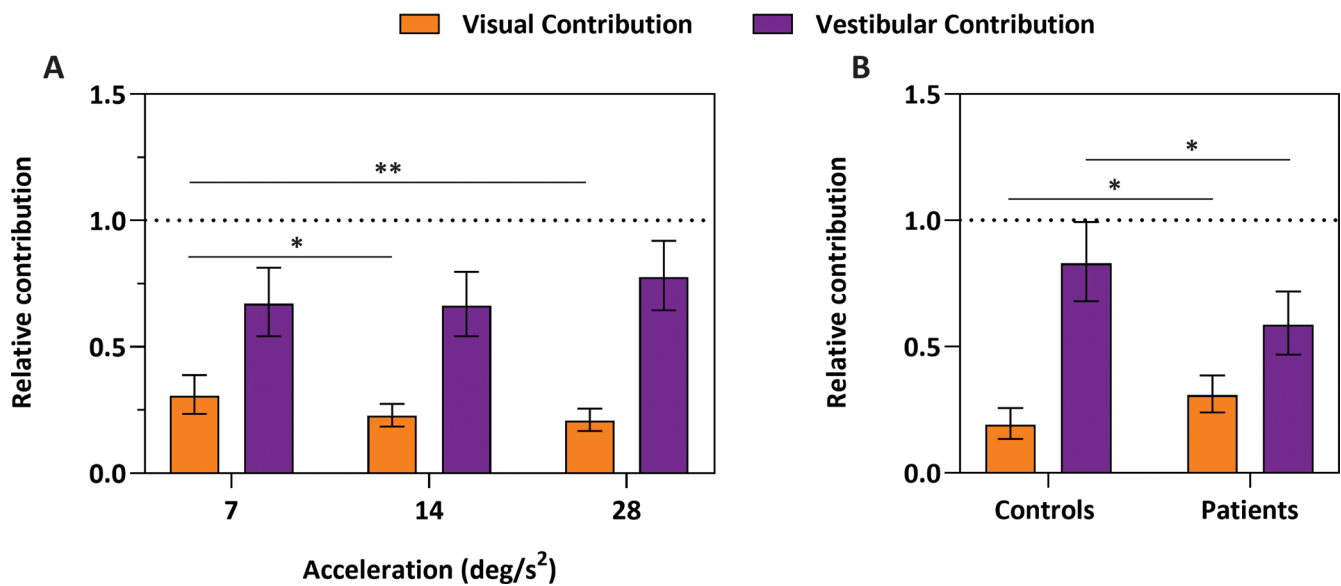 Visual Contribution Vestibular Contribution
A
B
Relative contribution
1.5
1.0
0.5
0.0
**
*
7 14 28
Acceleration (deg/s²)
Relative contribution
1.5
1.0
0.5
0.0
*
*
Controls Patients